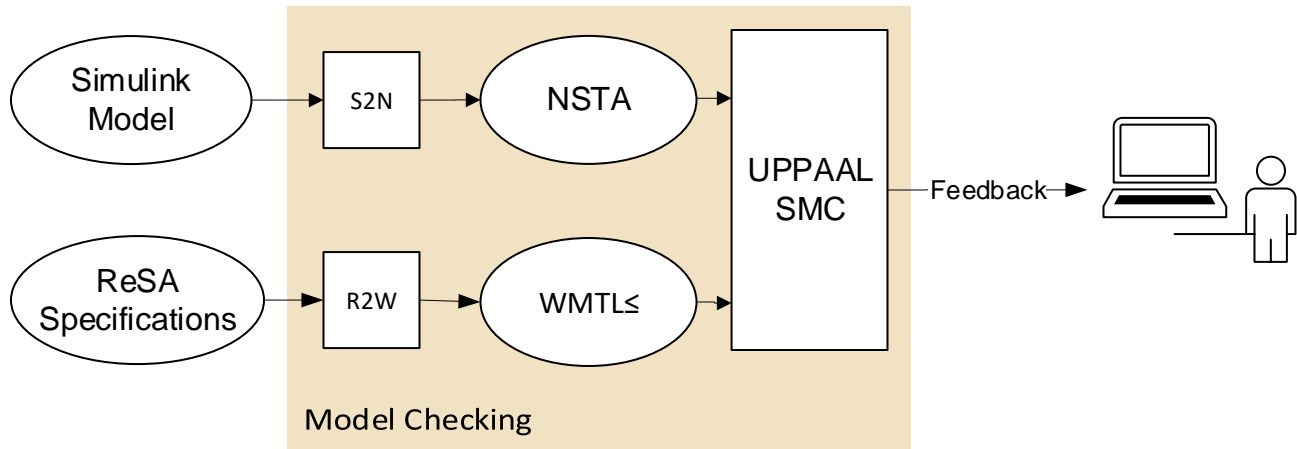 Simulink
Model
S2N
NSTA
UPPAAL
SMC
Feedback
ReSA
Specifications
R2W
WMTL≤
Model Checking